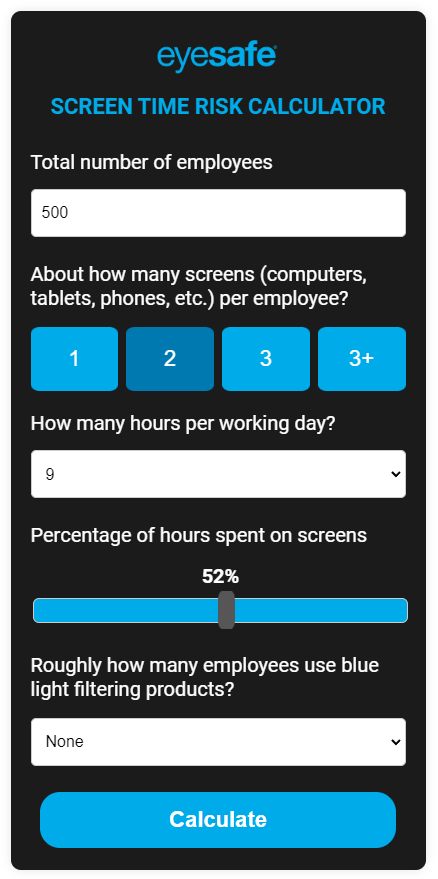 eyesafe
SCREEN TIME RISK CALCULATOR
Total number of employees
500
About how many screens (computers,
tablets, phones, etc.) per employee?
1 2 3 3+
How many hours per working day?
9
Percentage of hours spent on screens
52%
Roughly how many employees use blue
light filtering products?
None
Calculate